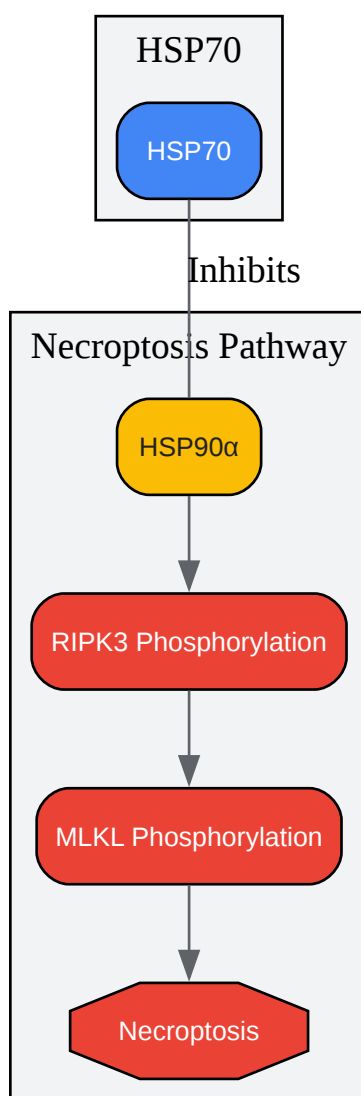 HSP70
HSP70
Inhibits
Necroptosis Pathway
HSP90α
RIPK3 Phosphorylation
MLKL Phosphorylation
Necroptosis